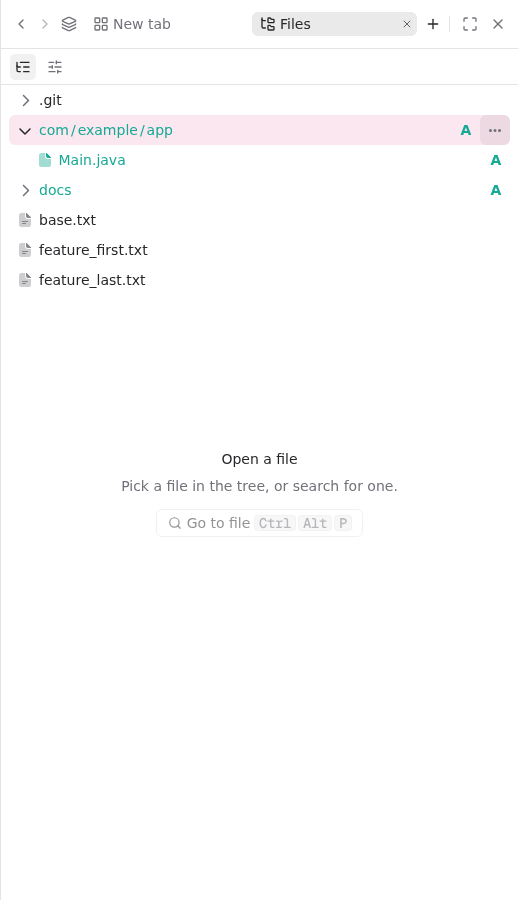 New tab
Files
.git
com/example/app A
Main.java A
docs A
base.txt
feature_first.txt
feature_last.txt
Open a file
Pick a file in the tree, or search for one.
Go to file Ctrl Alt P